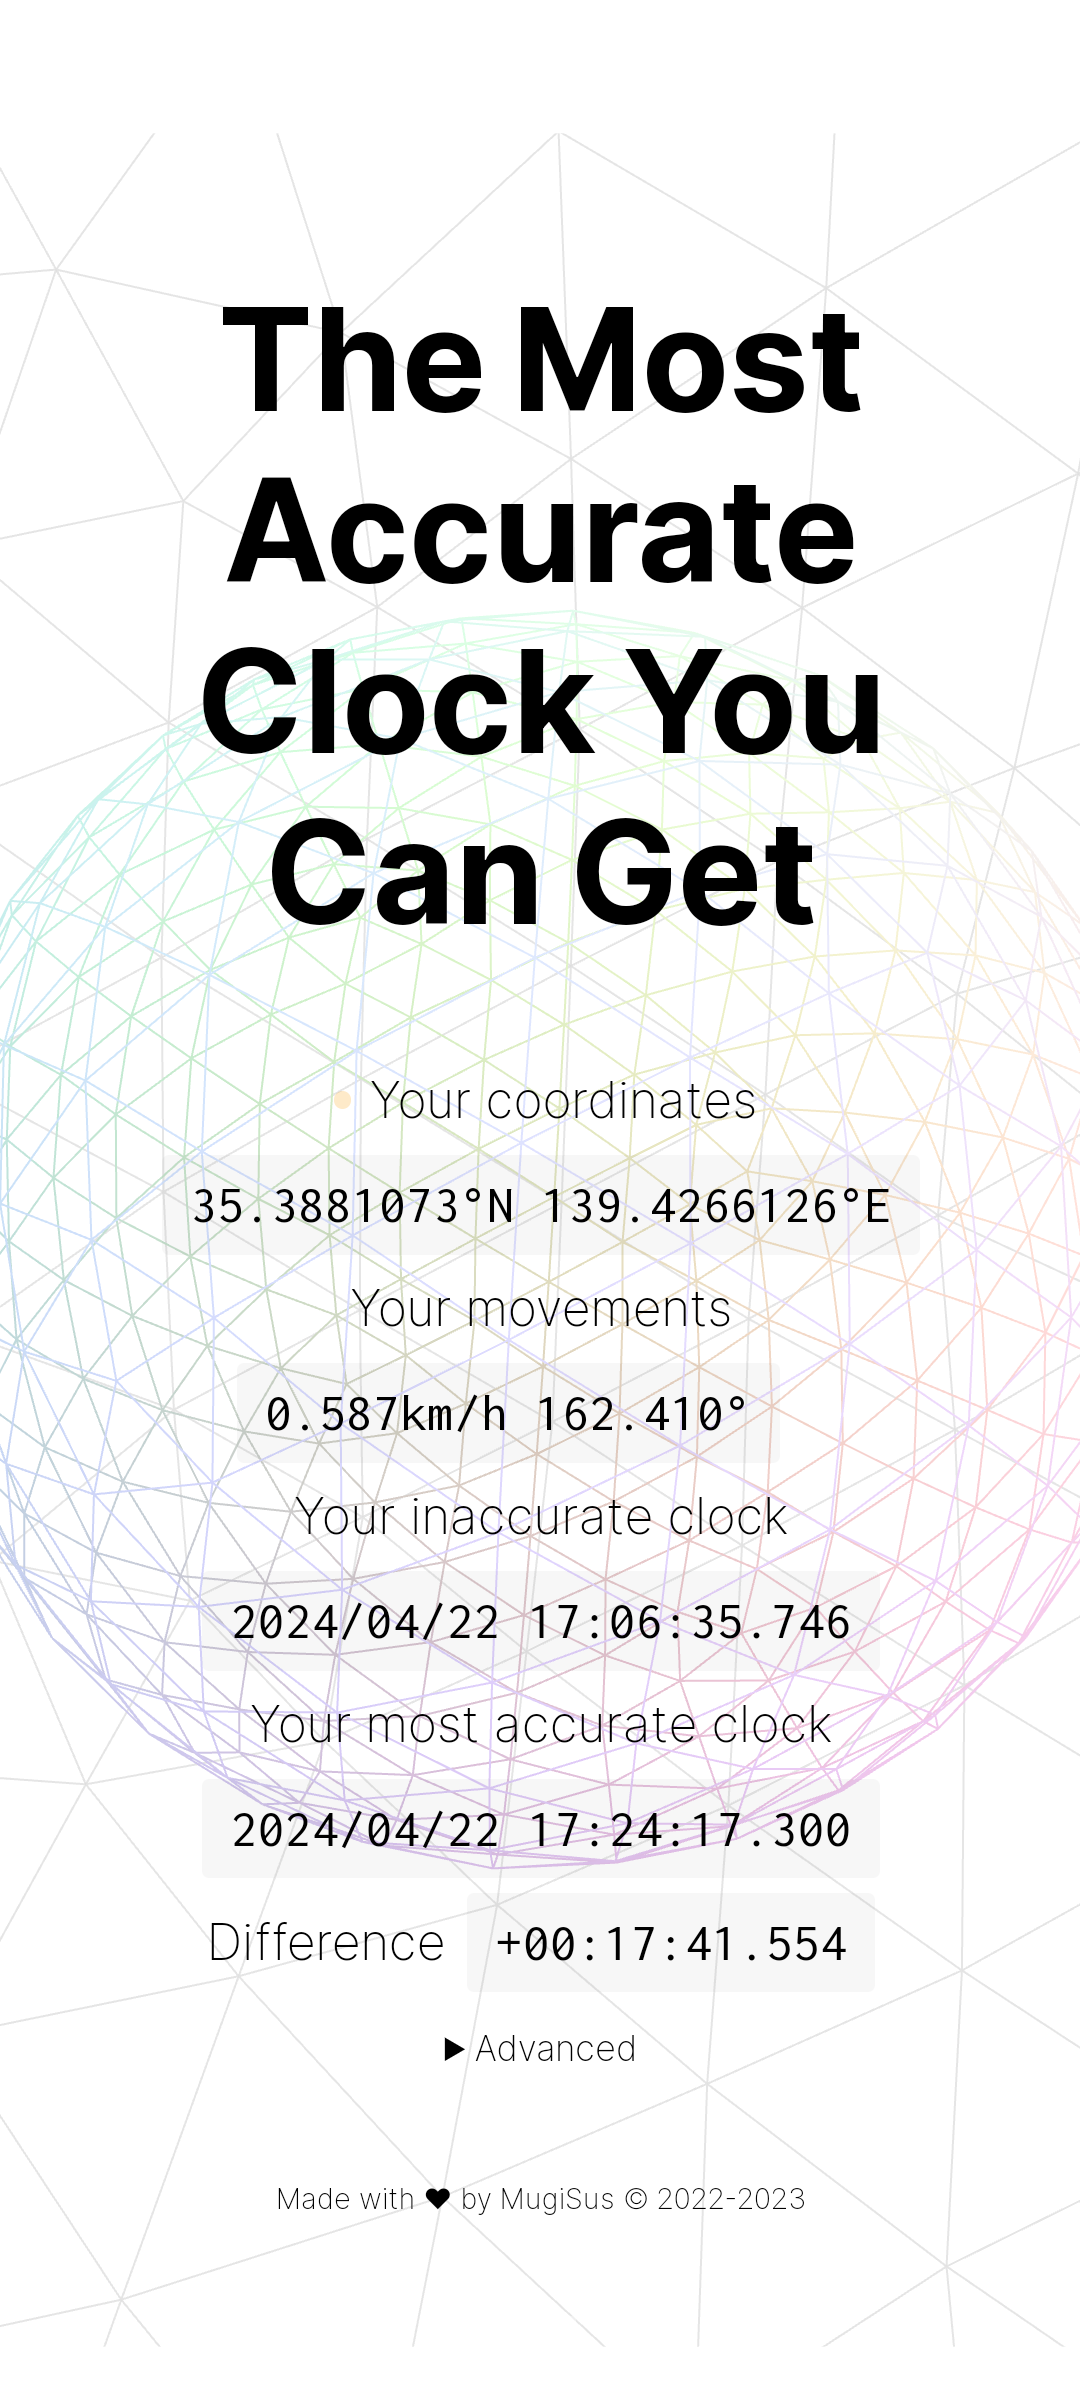 The Most
Accurate
Clock You
Can Get
Your coordinates
35.3881073°N 139.4266126°E
Your movements
0.587km/h 162.410°
Your inaccurate clock
2024/04/22 17:06:35.746
Your most accurate clock
2024/04/22 17:24:17.300
Difference +00:17:41.554
▶ Advanced
Made with ♥ by MugiSus © 2022-2023